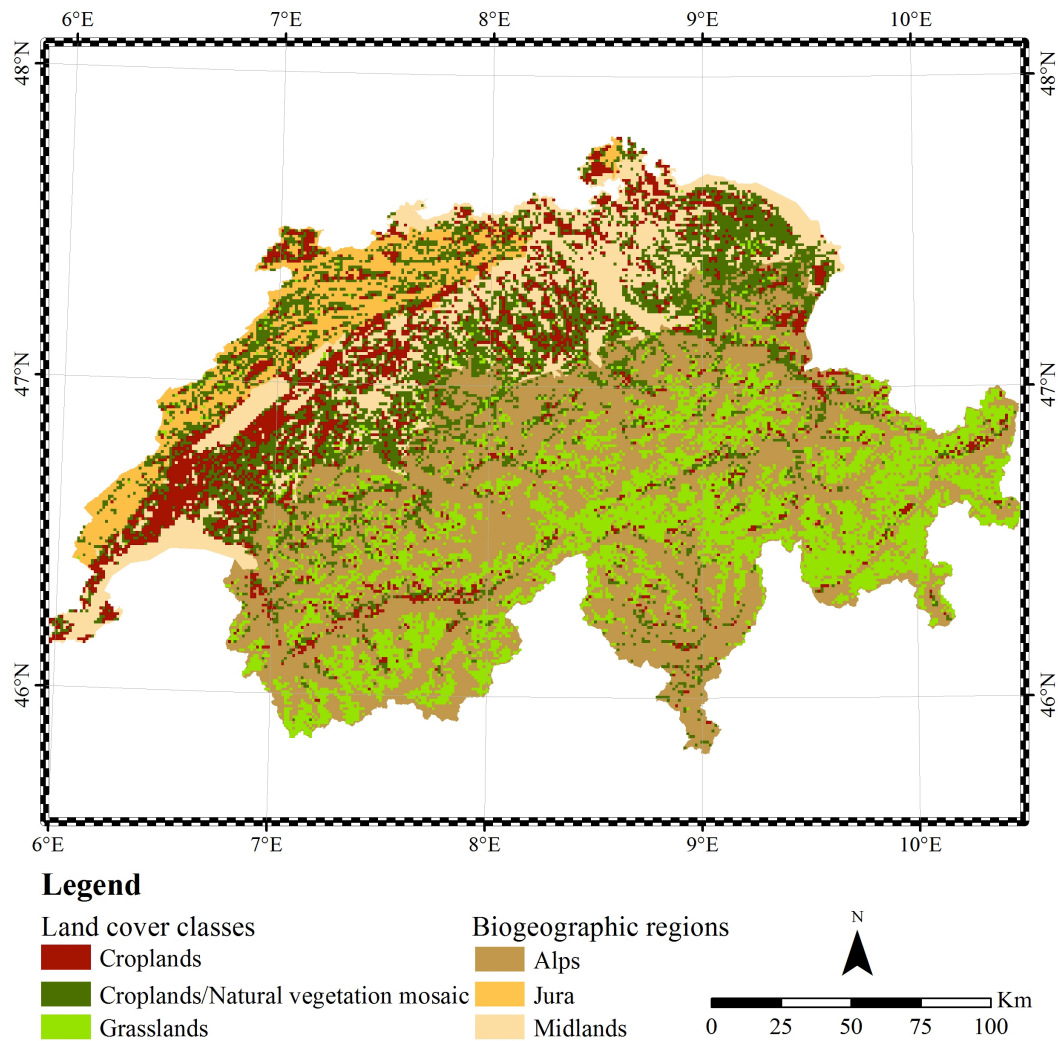 6°E 7°E 8°E 9°E 10°E
48°N 48°N
47°N 47°N
46°N 46°N
6°E 7°E 8°E 9°E 10°E
Legend
Land cover classes
Croplands
Croplands/Natural vegetation mosaic
Grasslands
Biogeographic regions
Alps
Jura
Midlands
N
Km
0 25 50 75 100